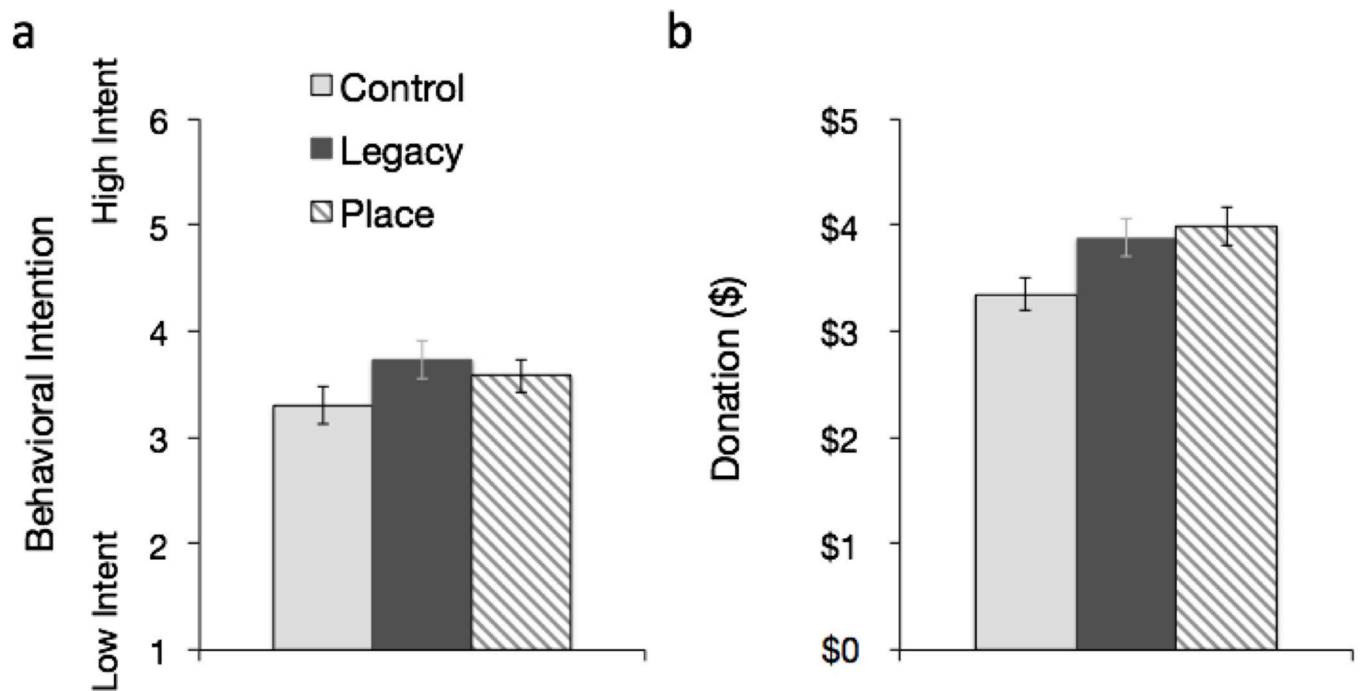 a
Behavioral Intention
High Intent
Low Intent
6
5
4
3
2
1
Control
Legacy
Place
b
Donation ($)
$5
$4
$3
$2
$1
$0